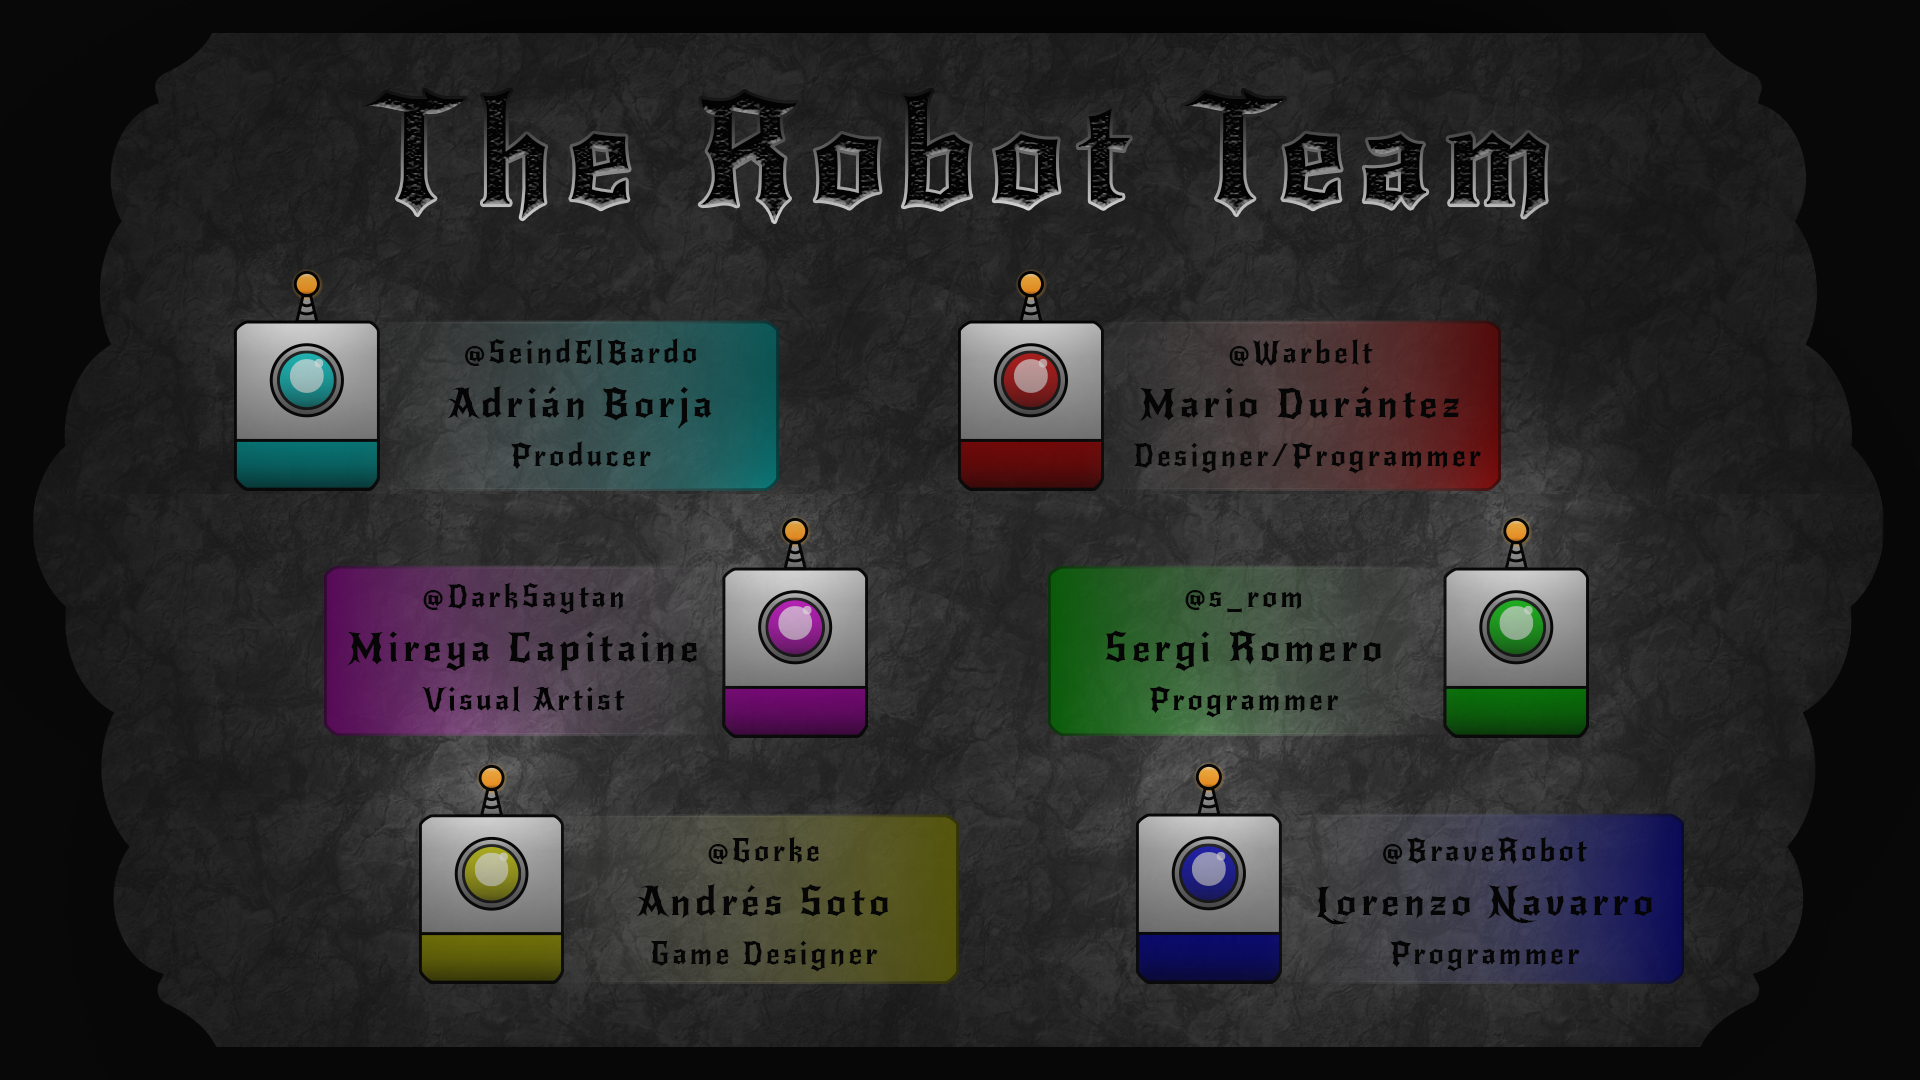 The Robot Team
@SeindElBardo
Adrián Borja
Producer
@Warbelt
Mario Durántez
Designer/Programmer
@DarkSaytan
Mireya Capitaine
Visual Artist
@s_rom
Sergi Romero
Programmer
@Gorke
Andrés Soto
Game Designer
@BraveRobot
Lorenzo Navarro
Programmer